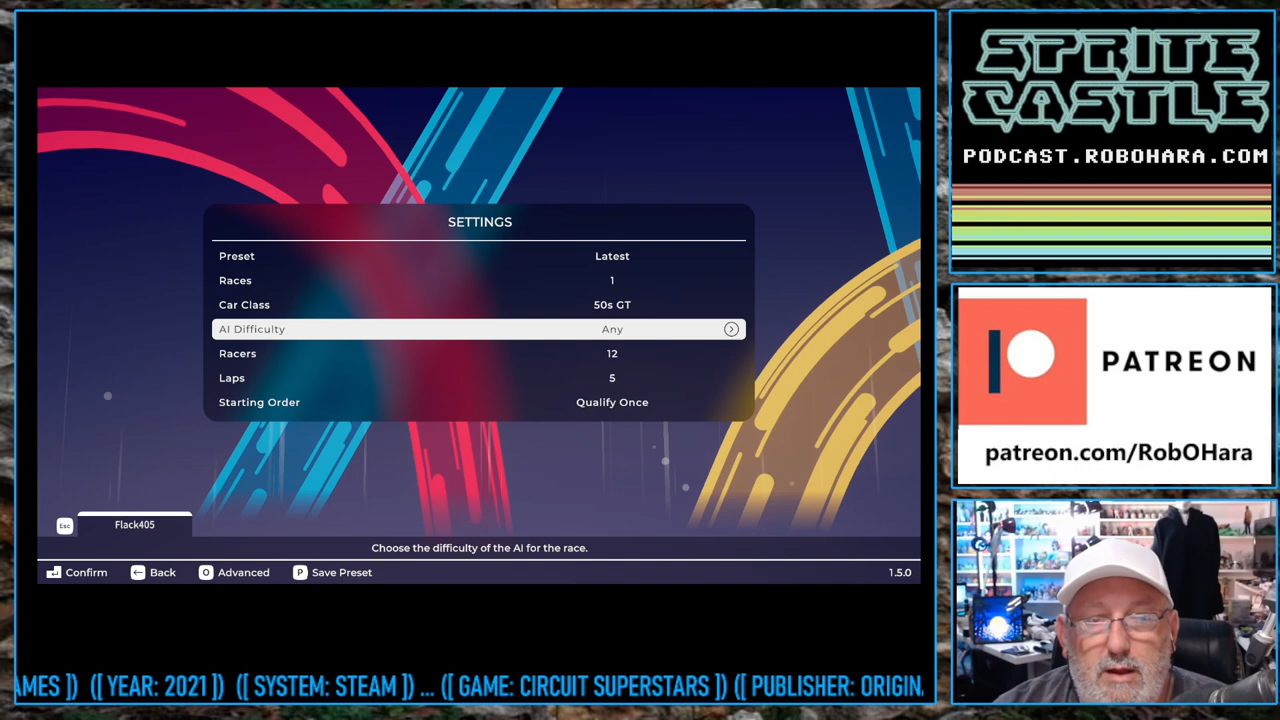 SPRITE
CASTLE
PODCAST.ROBOHARA.COM
SETTINGS
Preset Latest
Races 1
Car Class 50s GT
AI Difficulty Any
Racers 12
Laps 5
Starting Order Qualify Once
PATREON
patreon.com/RobOHara
Esc Flack405
Choose the difficulty of the AI for the race.
Confirm Back O Advanced P Save Preset 1.5.0
AMES ]) ([ YEAR: 2021 ]) ([ SYSTEM: STEAM ]) ... ([ GAME: CIRCUIT SUPERSTARS ]) ([ PUBLISHER: ORIGIN